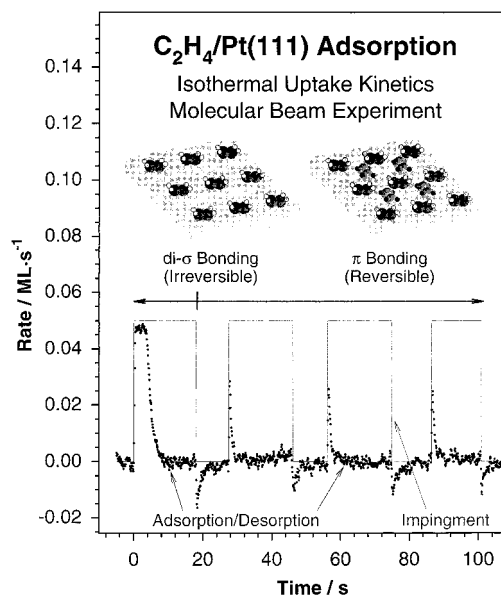 C₂H₄/Pt(111) Adsorption
Isothermal Uptake Kinetics
Molecular Beam Experiment
di-σ Bonding
(Irreversible)
π Bonding
(Reversible)
Rate / ML·s⁻¹
0.14
0.12
0.10
0.08
0.06
0.04
0.02
0.00
-0.02
Adsorption/Desorption
Impingment
0
20
40
60
80
100
Time / s